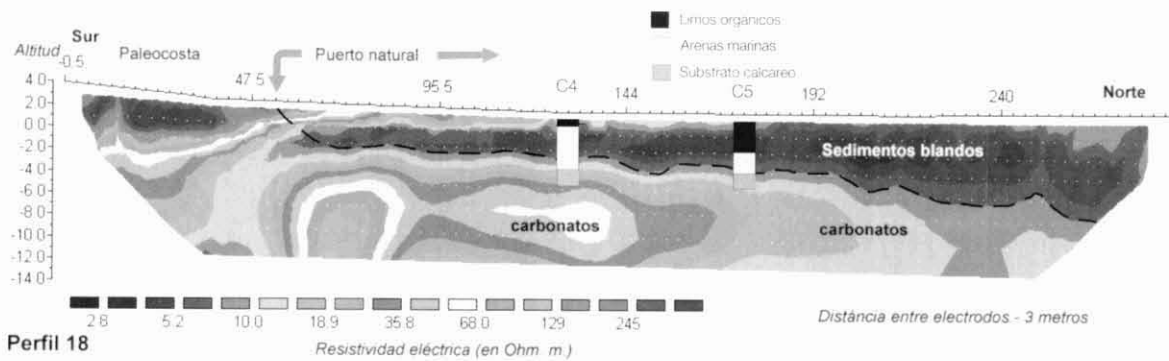 Limos orgánicos
Arenas marinas
Substrato calcareo
Sur
Altitud
-0.5
Paleocosta
Puerto natural
47.5
95.5
C4
144
C5
192
240
Norte
4.0
2.0
0.0
-2.0
-4.0
-6.0
-8.0
-10.0
-12.0
-14.0
Sedimentos blandos
carbonatos
carbonatos
2.8 5.2 10.0 18.9 35.8 68.0 129 245
Distáncia entre electrodos - 3 metros
Perfil 18
Resistividad eléctrica (en Ohm m.)